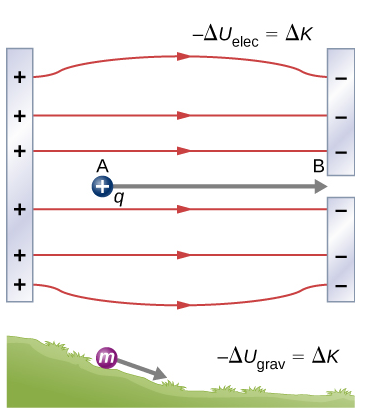 −ΔU_elec = ΔK
+ −
+ −
+ −
A B
+
q
+ −
+ −
+ −
m
−ΔU_grav = ΔK